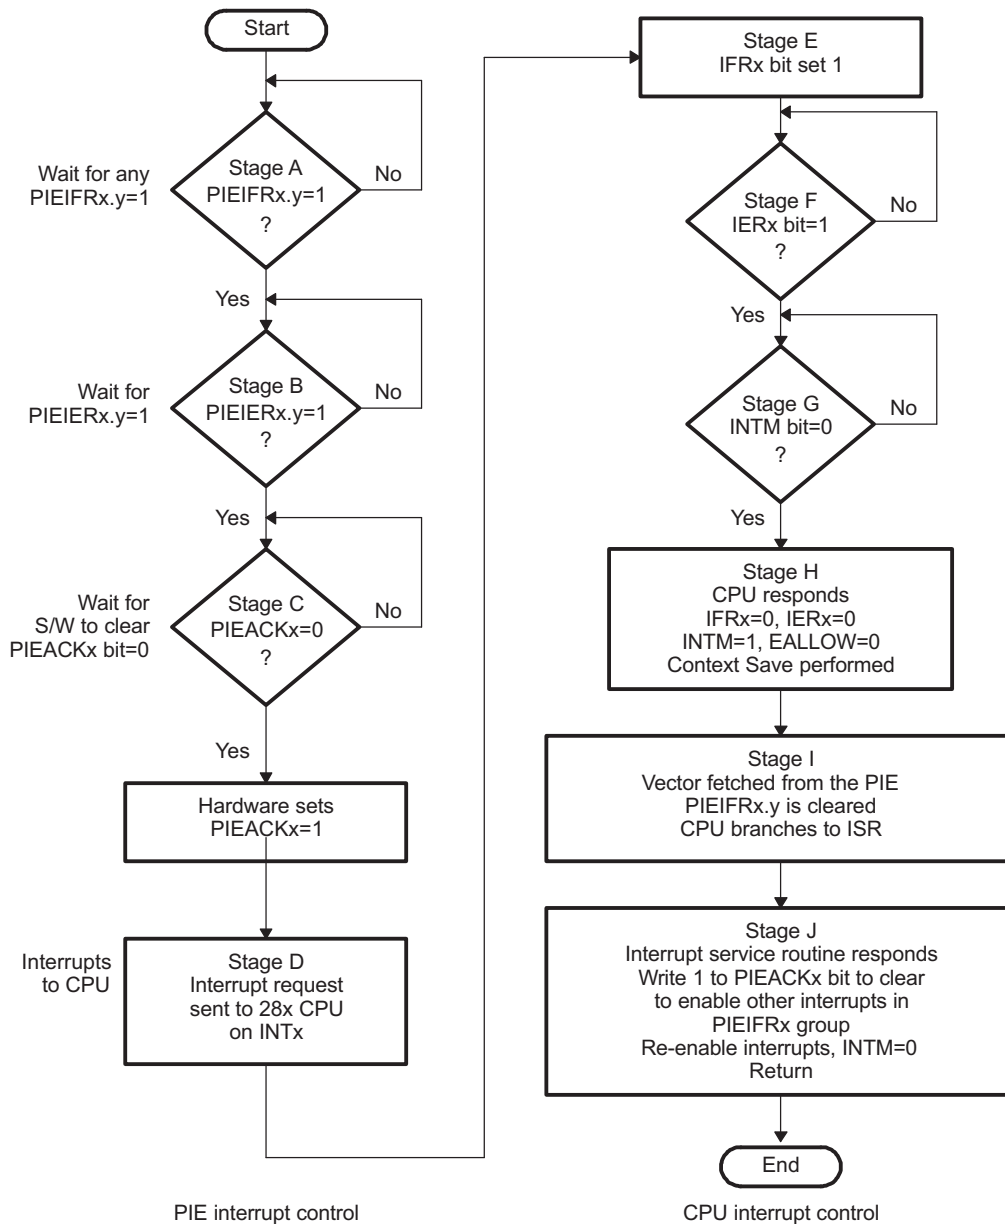 Start
Wait for any
PIEIFRx.y=1
Stage A
PIEIFRx.y=1
?
No
Yes
Wait for
PIEIERx.y=1
Stage B
PIEIERx.y=1
?
No
Yes
Wait for
S/W to clear
PIEACKx bit=0
Stage C
PIEACKx=0
?
No
Yes
Hardware sets
PIEACKx=1
Interrupts
to CPU
Stage D
Interrupt request
sent to 28x CPU
on INTx
PIE interrupt control
Stage E
IFRx bit set 1
Stage F
IERx bit=1
?
No
Yes
Stage G
INTM bit=0
?
No
Yes
Stage H
CPU responds
IFRx=0, IERx=0
INTM=1, EALLOW=0
Context Save performed
Stage I
Vector fetched from the PIE
PIEIFRx.y is cleared
CPU branches to ISR
Stage J
Interrupt service routine responds
Write 1 to PIEACKx bit to clear
to enable other interrupts in
PIEIFRx group
Re-enable interrupts, INTM=0
Return
End
CPU interrupt control